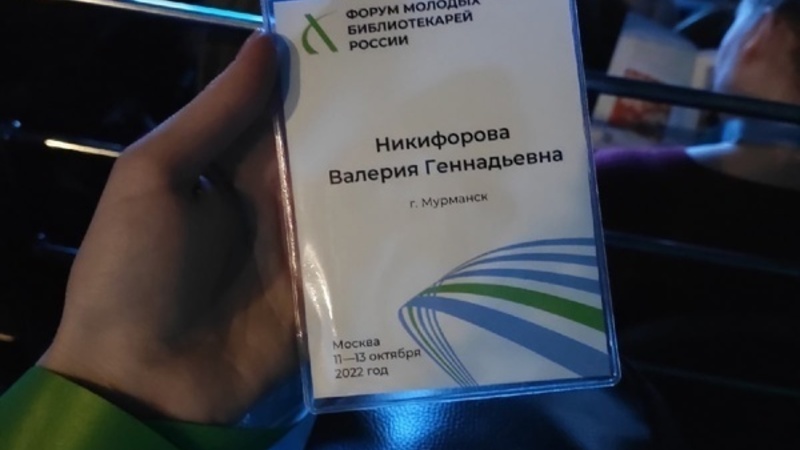 ФОРУМ МОЛОДЫХ
БИБЛИОТЕКАРЕЙ
РОССИИ
Никифорова
Валерия Геннадьевна
г. Мурманск
Москва
11—13 октября
2022 год